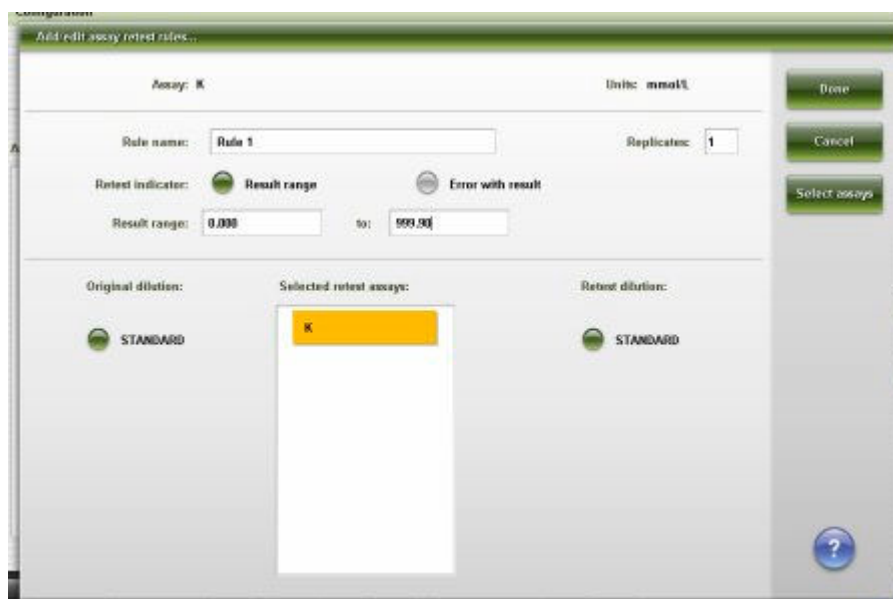 Configuration
Add/edit assay retest rules...
Assay: K
Units: mmol/L
Done
Rule name: Rule 1
Replicates: 1
Cancel
Retest indicator: Result range Error with result
Select assays
Result range: 0.000 to: 999.90
Original dilution:
Selected retest assays:
Retest dilution:
STANDARD
K
STANDARD
?